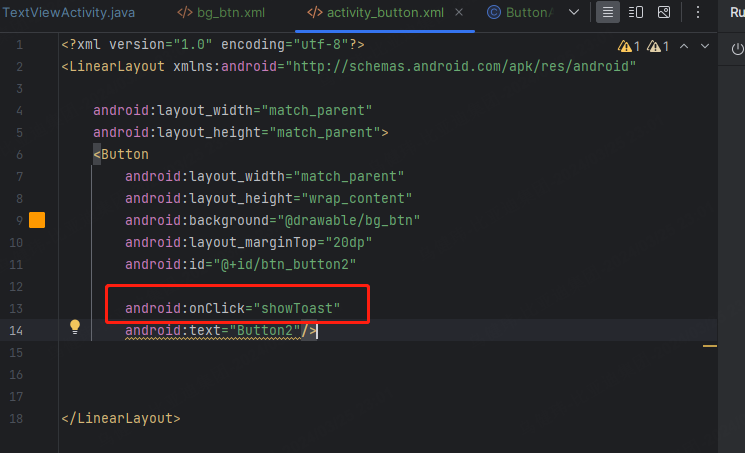 TextViewActivity.java </> bg_btn.xml </> activity_button.xml × © Button Ru
1 <?xml version="1.0" encoding="utf-8"?> 1 1
2 <LinearLayout xmlns:android="http://schemas.android.com/apk/res/android"
3
4 android:layout_width="match_parent"
5 android:layout_height="match_parent">
6 <Button
7 android:layout_width="match_parent"
8 android:layout_height="wrap_content"
9 android:background="@drawable/bg_btn"
10 android:layout_marginTop="20dp"
11 android:id="@+id/btn_button2"
12
13 android:onClick="showToast"
14 android:text="Button2"/>
15
16
17
18 </LinearLayout>